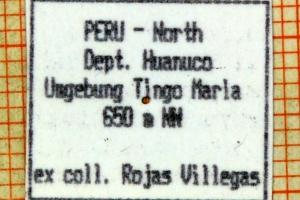 PERU - North
Dept. Huanuco
Umgebung Tingo Maria
650 m NN
ex coll. Rojas Villegas